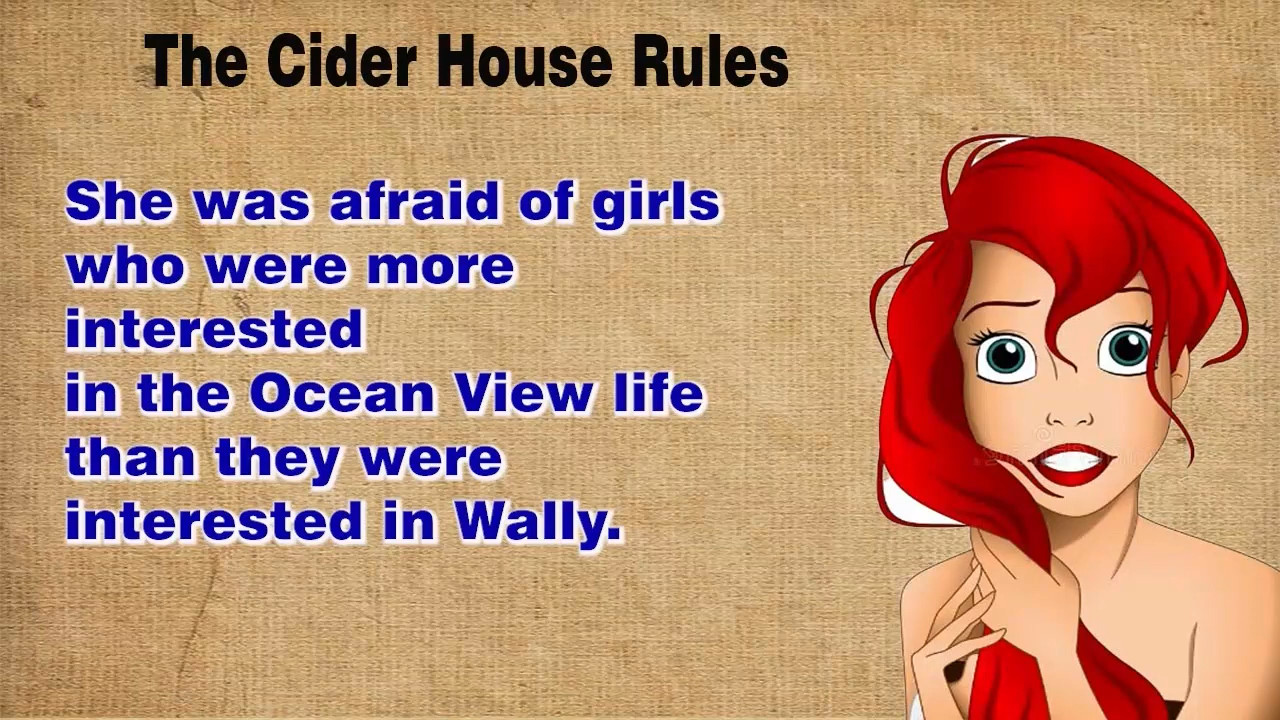 The Cider House Rules
She was afraid of girls
who were more
interested
in the Ocean View life
than they were
interested in Wally.